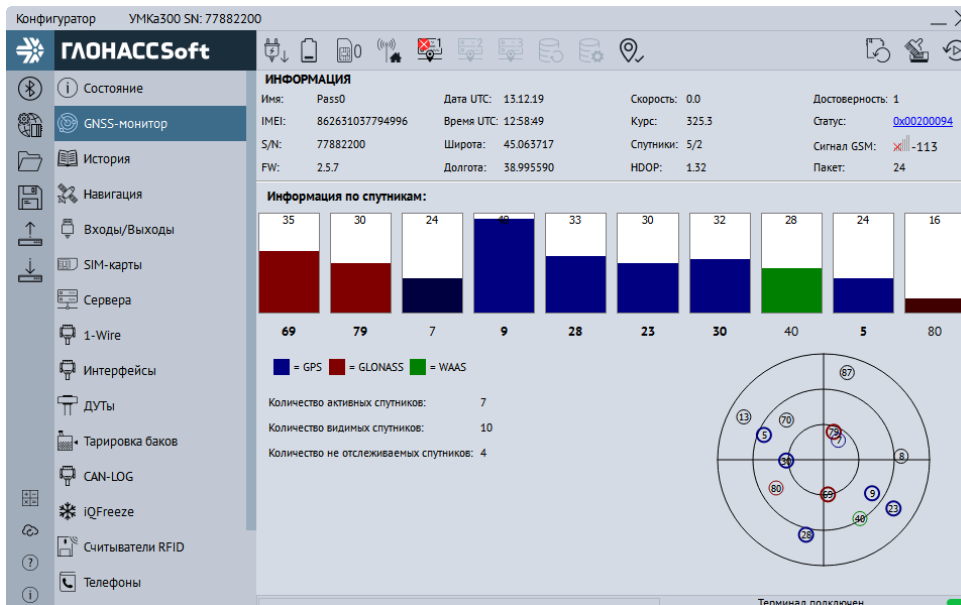 Конфигуратор УМКа300 SN: 77882200
ГЛОНАССSoft
0
1
ИНФОРМАЦИЯ
Имя: Pass0 Дата UTC: 13.12.19 Скорость: 0.0 Достоверность: 1
IMEI: 862631037794996 Время UTC: 12:58:49 Курс: 325.3 Статус: 0x00200094
S/N: 77882200 Широта: 45.063717 Спутники: 5/2 Сигнал GSM: -113
FW: 2.5.7 Долгота: 38.995590 HDOP: 1.32 Пакет: 24
Состояние
GNSS-монитор
История
Навигация
Входы/Выходы
SIM-карты
Сервера
1-Wire
Интерфейсы
ДУТы
Тарировка баков
CAN-LOG
iQFreeze
Считыватели RFID
Телефоны
Информация по спутникам:
35 30 24 49 33 30 32 28 24 16
69 79 7 9 28 23 30 40 5 80
= GPS = GLONASS = WAAS
Количество активных спутников: 7
Количество видимых спутников: 10
Количество не отслеживаемых спутников: 4
87
13
70
5
79
7
8
30
80
69
9
23
40
28
Терминал подключен